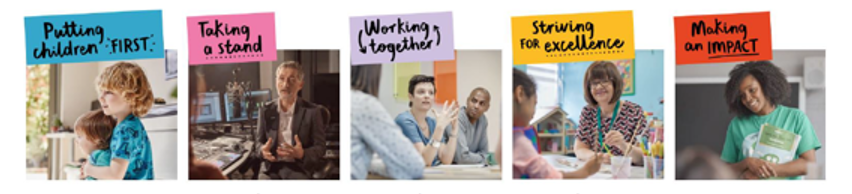 Putting
children FIRST
Taking
a stand
Working
together
Striving
FOR excellence
Making
an IMPACT